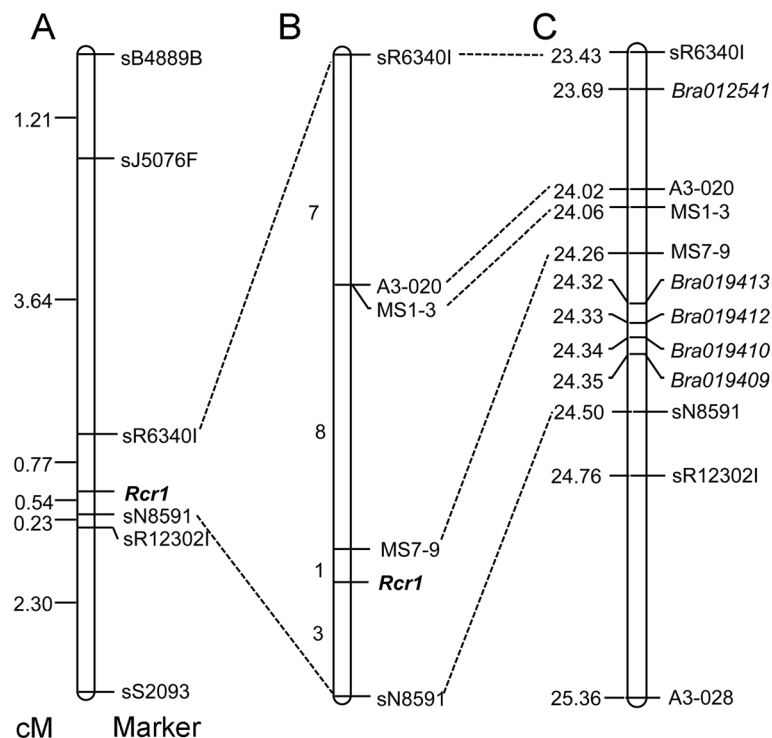 A
B
C
sB4889B
1.21
sJ5076F
3.64
sR6340I
0.77
Rcr1
0.54
sN8591
0.23
sR12302I
2.30
sS2093
cM Marker
sR6340I
7
A3-020
MS1-3
8
MS7-9
1
Rcr1
3
sN8591
23.43 sR6340I
23.69 Bra012541
24.02 A3-020
24.06 MS1-3
24.26 MS7-9
24.32 Bra019413
24.33 Bra019412
24.34 Bra019410
24.35 Bra019409
24.50 sN8591
24.76 sR12302I
25.36 A3-028